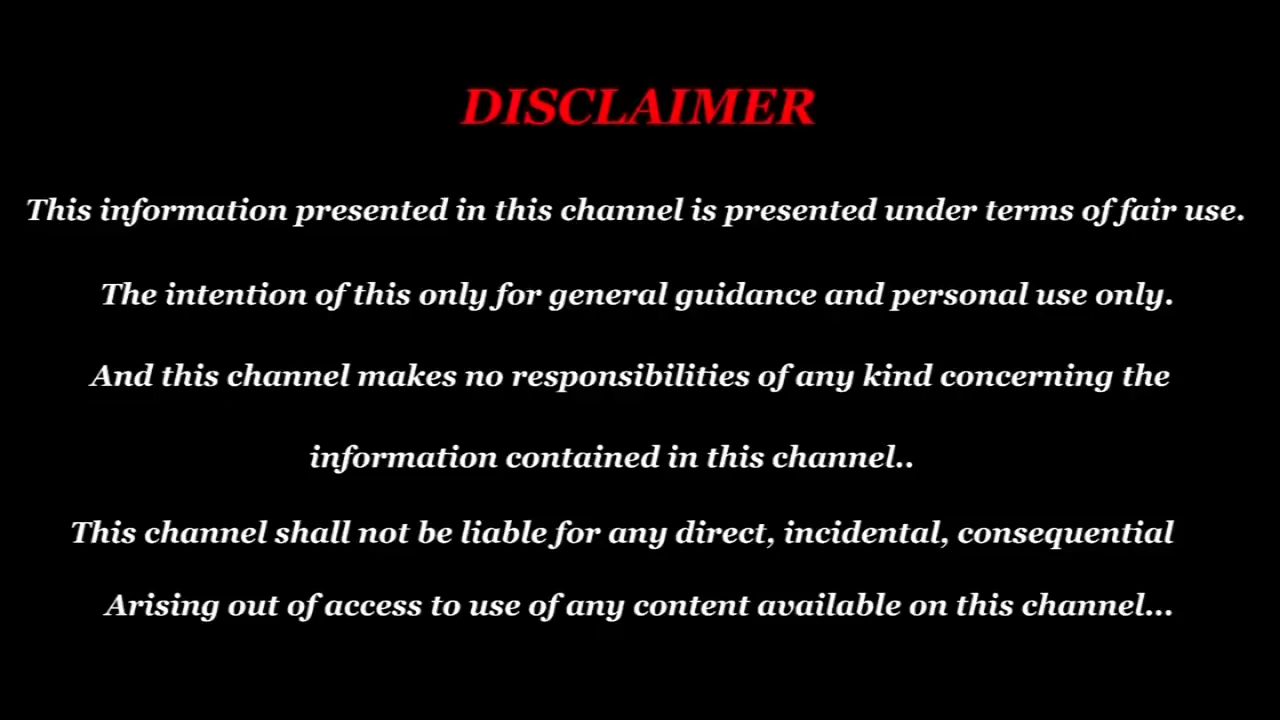 DISCLAIMER
This information presented in this channel is presented under terms of fair use.
The intention of this only for general guidance and personal use only.
And this channel makes no responsibilities of any kind concerning the
information contained in this channel..
This channel shall not be liable for any direct, incidental, consequential
Arising out of access to use of any content available on this channel...